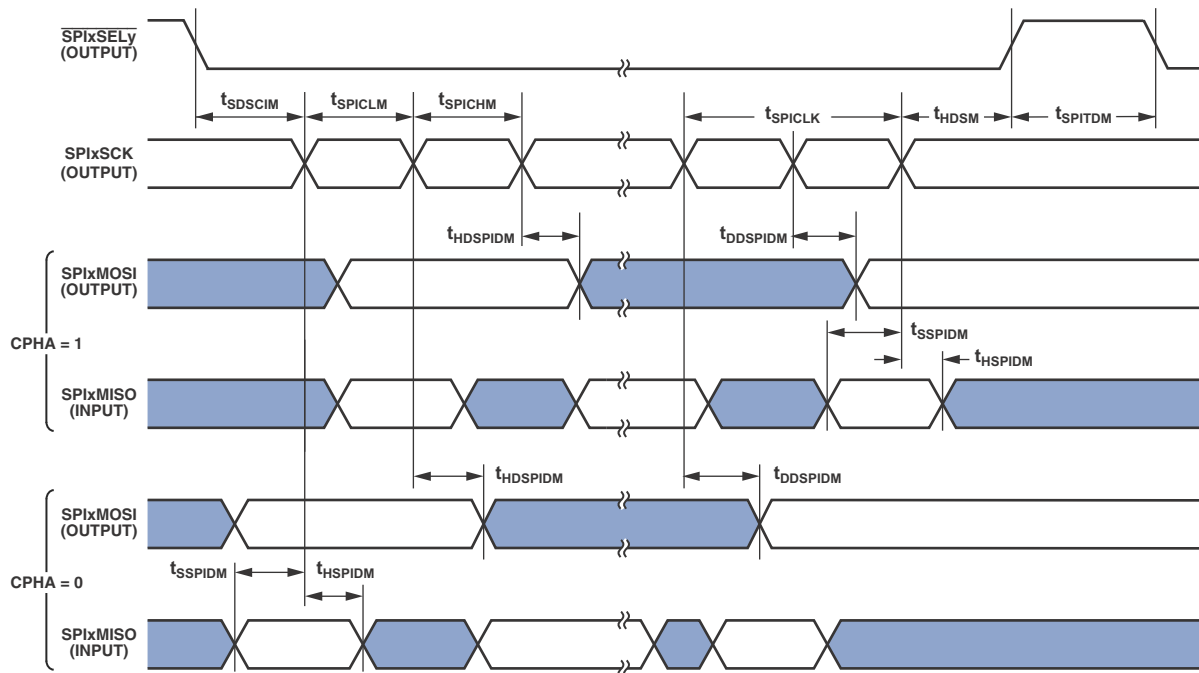 SPIxSELy
(OUTPUT)
tSDSCIM
tSPICLM
tSPICHM
tSPICLK
tHDSM
tSPITDM
SPIxSCK
(OUTPUT)
tHDSPIDM
tDDSPIDM
SPIxMOSI
(OUTPUT)
CPHA = 1
tSSPIDM
tHSPIDM
SPIxMISO
(INPUT)
tHDSPIDM
tDDSPIDM
SPIxMOSI
(OUTPUT)
CPHA = 0
tSSPIDM
tHSPIDM
SPIxMISO
(INPUT)